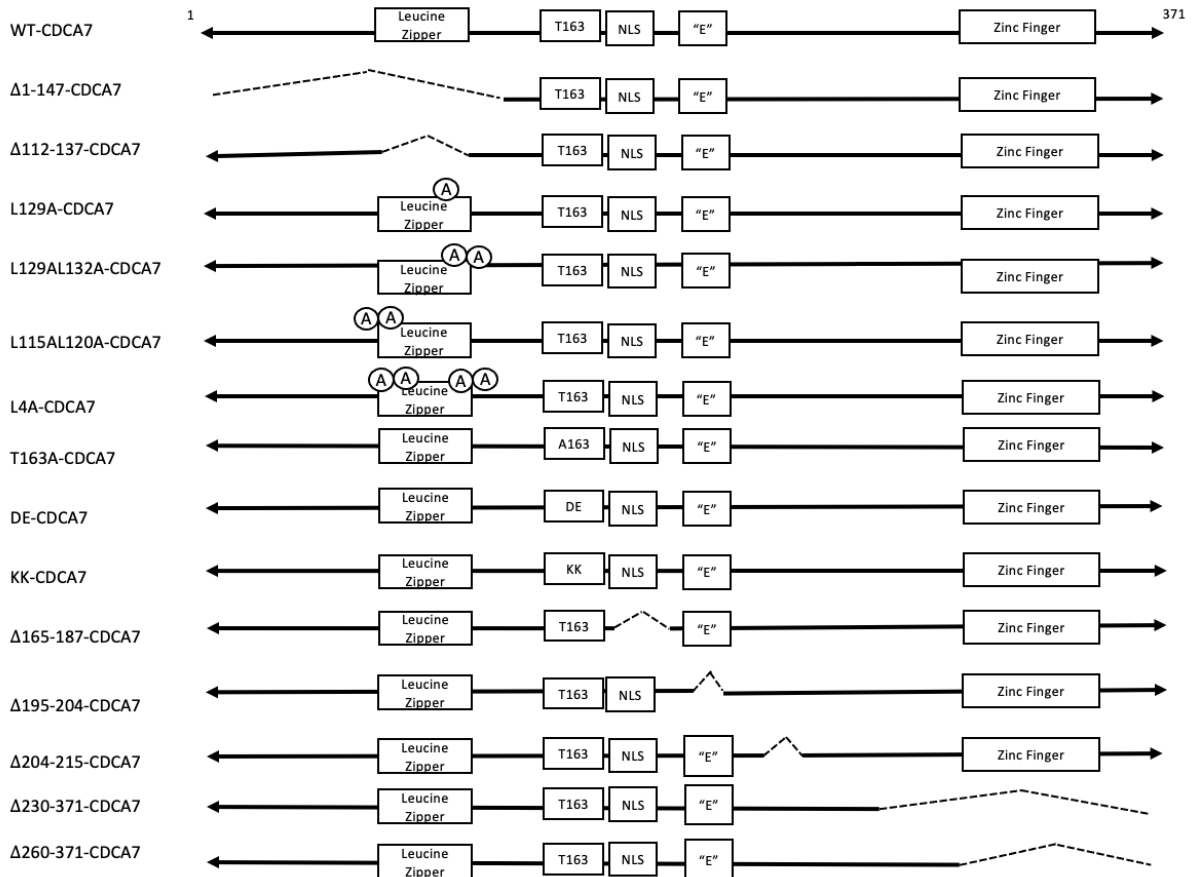 1 371
WT-CDCA7 Leucine Zipper T163 NLS "E" Zinc Finger
Δ1-147-CDCA7 T163 NLS "E" Zinc Finger
Δ112-137-CDCA7 T163 NLS "E" Zinc Finger
A
L129A-CDCA7 Leucine Zipper T163 NLS "E" Zinc Finger
A A
L129AL132A-CDCA7 Leucine Zipper T163 NLS "E" Zinc Finger
A A
L115AL120A-CDCA7 Leucine Zipper T163 NLS "E" Zinc Finger
A A A A
L4A-CDCA7 Leucine Zipper T163 NLS "E" Zinc Finger
T163A-CDCA7 Leucine Zipper A163 NLS "E" Zinc Finger
DE-CDCA7 Leucine Zipper DE NLS "E" Zinc Finger
KK-CDCA7 Leucine Zipper KK NLS "E" Zinc Finger
Δ165-187-CDCA7 Leucine Zipper T163 "E" Zinc Finger
Δ195-204-CDCA7 Leucine Zipper T163 NLS Zinc Finger
Δ204-215-CDCA7 Leucine Zipper T163 NLS "E" Zinc Finger
Δ230-371-CDCA7 Leucine Zipper T163 NLS "E"
Δ260-371-CDCA7 Leucine Zipper T163 NLS "E"